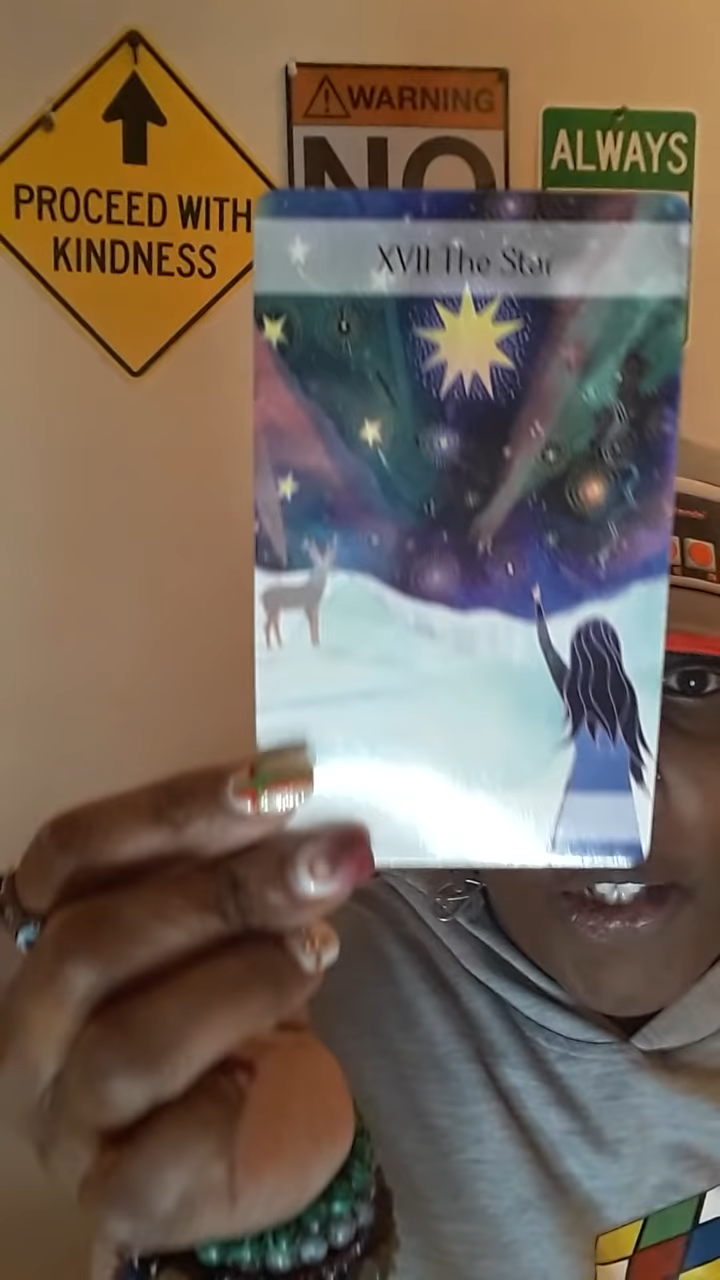 PROCEED WITH
KINDNESS
WARNING
NO
ALWAYS
XVII The Star